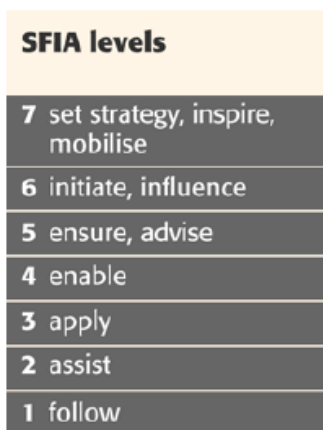 SFIA levels
7 set strategy, inspire,
mobilise
6 initiate, influence
5 ensure, advise
4 enable
3 apply
2 assist
1 follow